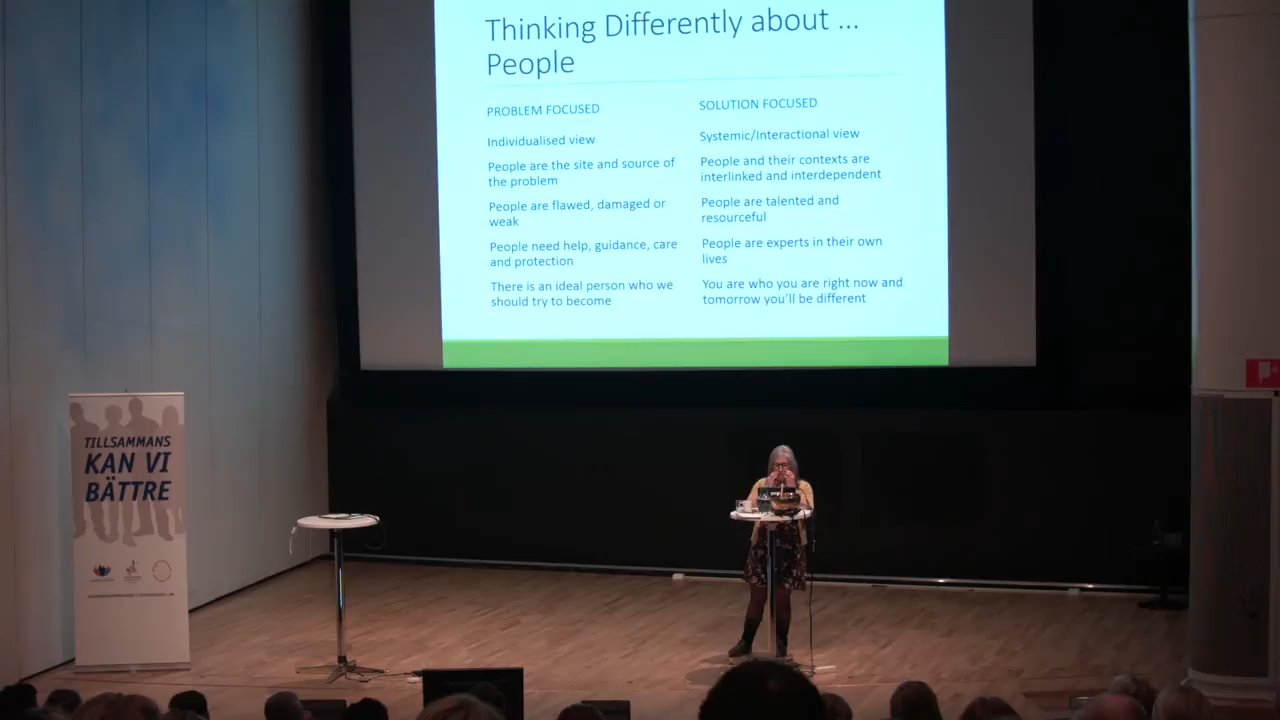 Thinking Differently about ...
People
PROBLEM FOCUSED
Individualised view
People are the site and source of
the problem
People are flawed, damaged or
weak
People need help, guidance, care
and protection
There is an ideal person who we
should try to become
SOLUTION FOCUSED
Systemic/Interactional view
People and their contexts are
interlinked and interdependent
People are talented and
resourceful
People are experts in their own
lives
You are who you are right now and
tomorrow you'll be different
TILLSAMMANS
KAN VI
BÄTTRE